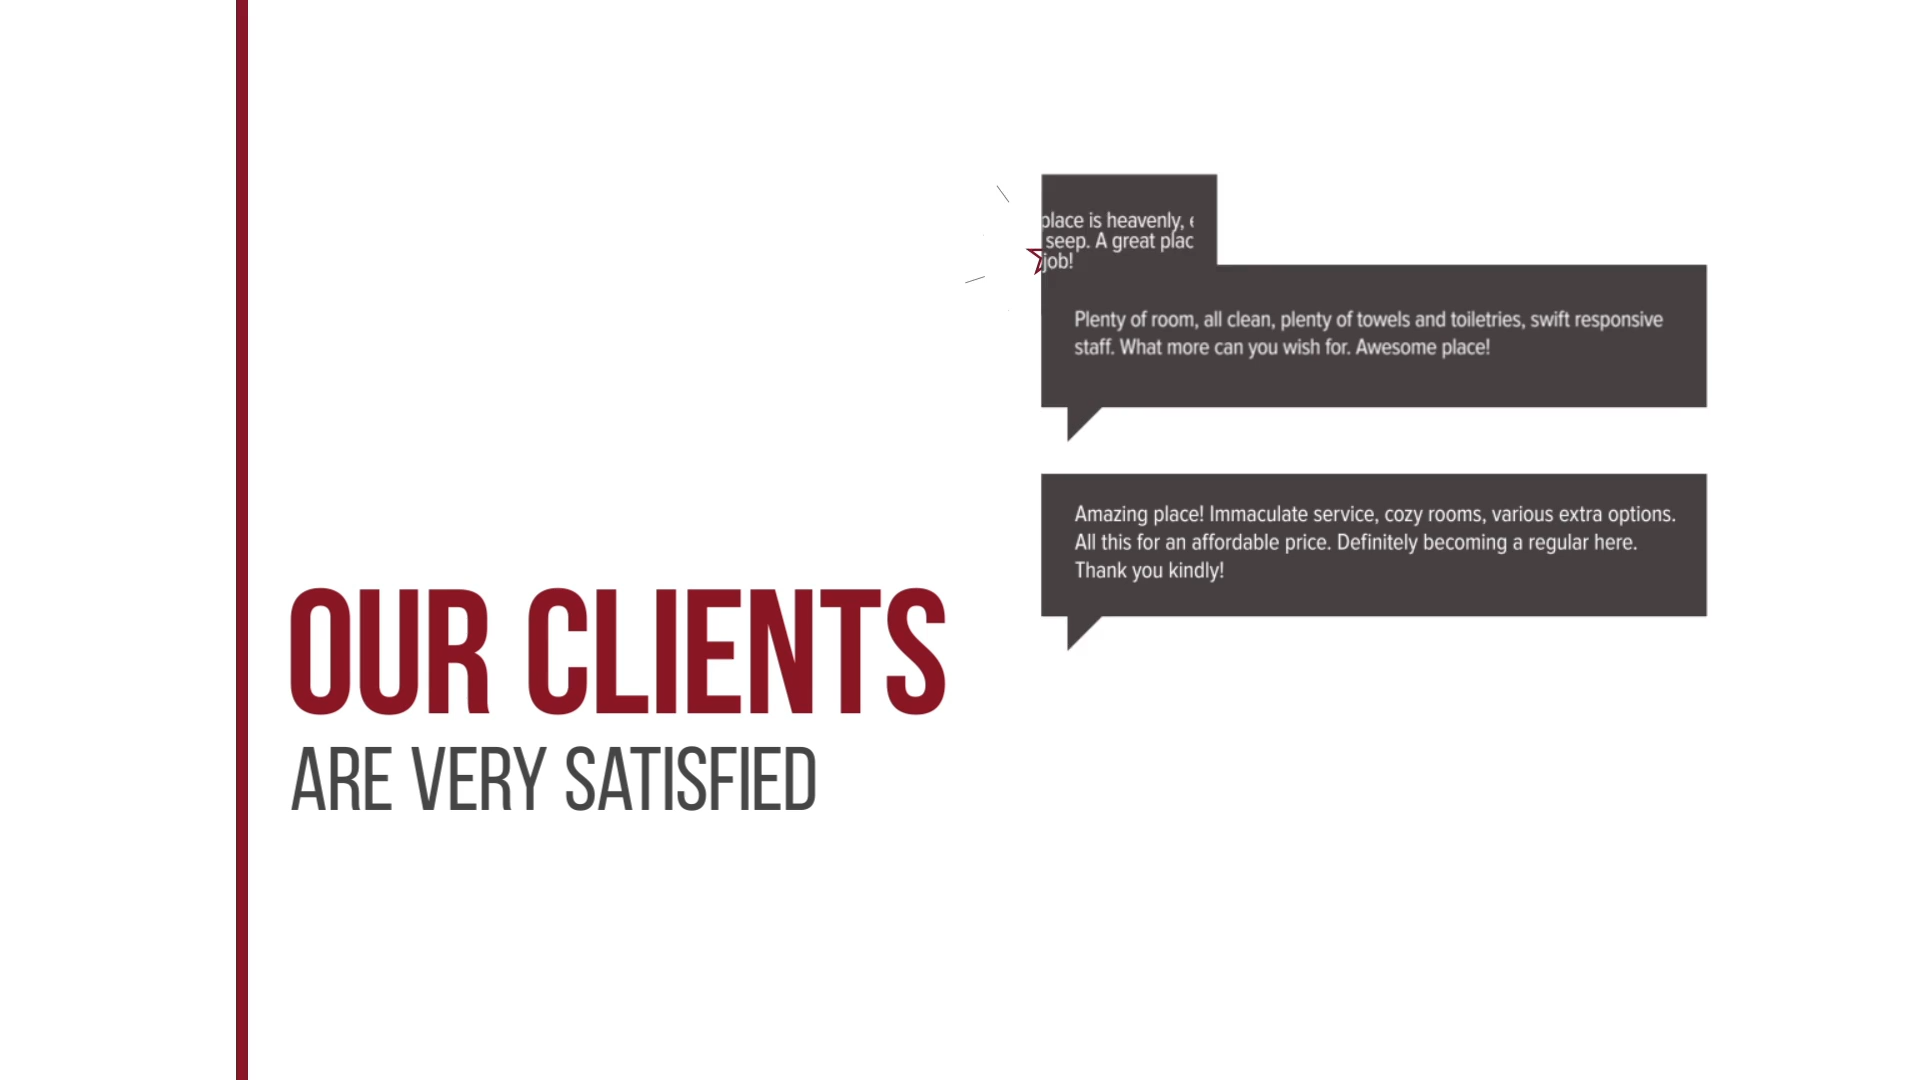 place is heavenly,
seep. A great plac
job!
Plenty of room, all clean, plenty of towels and toiletries, swift responsive
staff. What more can you wish for. Awesome place!
Amazing place! Immaculate service, cozy rooms, various extra options.
All this for an affordable price. Definitely becoming a regular here.
Thank you kindly!
OUR CLIENTS
ARE VERY SATISFIED